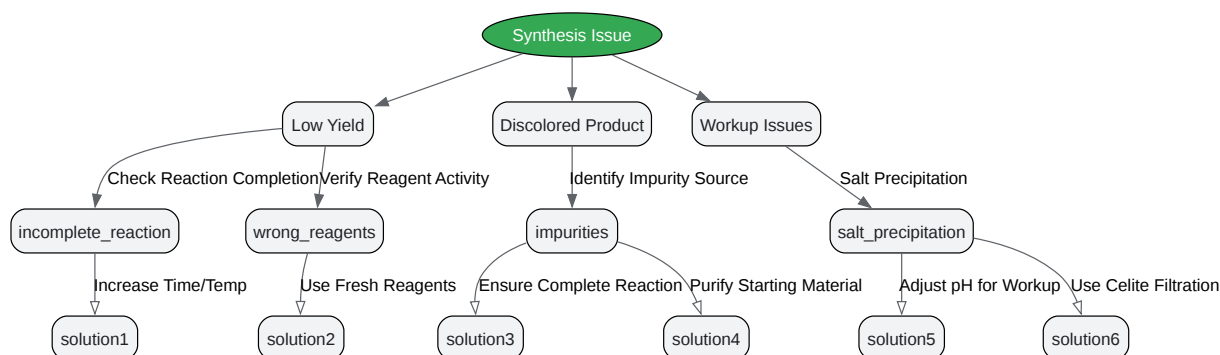 Synthesis Issue
Low Yield
Discolored Product
Workup Issues
Check Reaction Completion
Verify Reagent Activity
Identify Impurity Source
Salt Precipitation
incomplete_reaction
wrong_reagents
impurities
salt_precipitation
Increase Time/Temp
Use Fresh Reagents
Ensure Complete Reaction
Purify Starting Material
Adjust pH for Workup
Use Celite Filtration
solution1
solution2
solution3
solution4
solution5
solution6